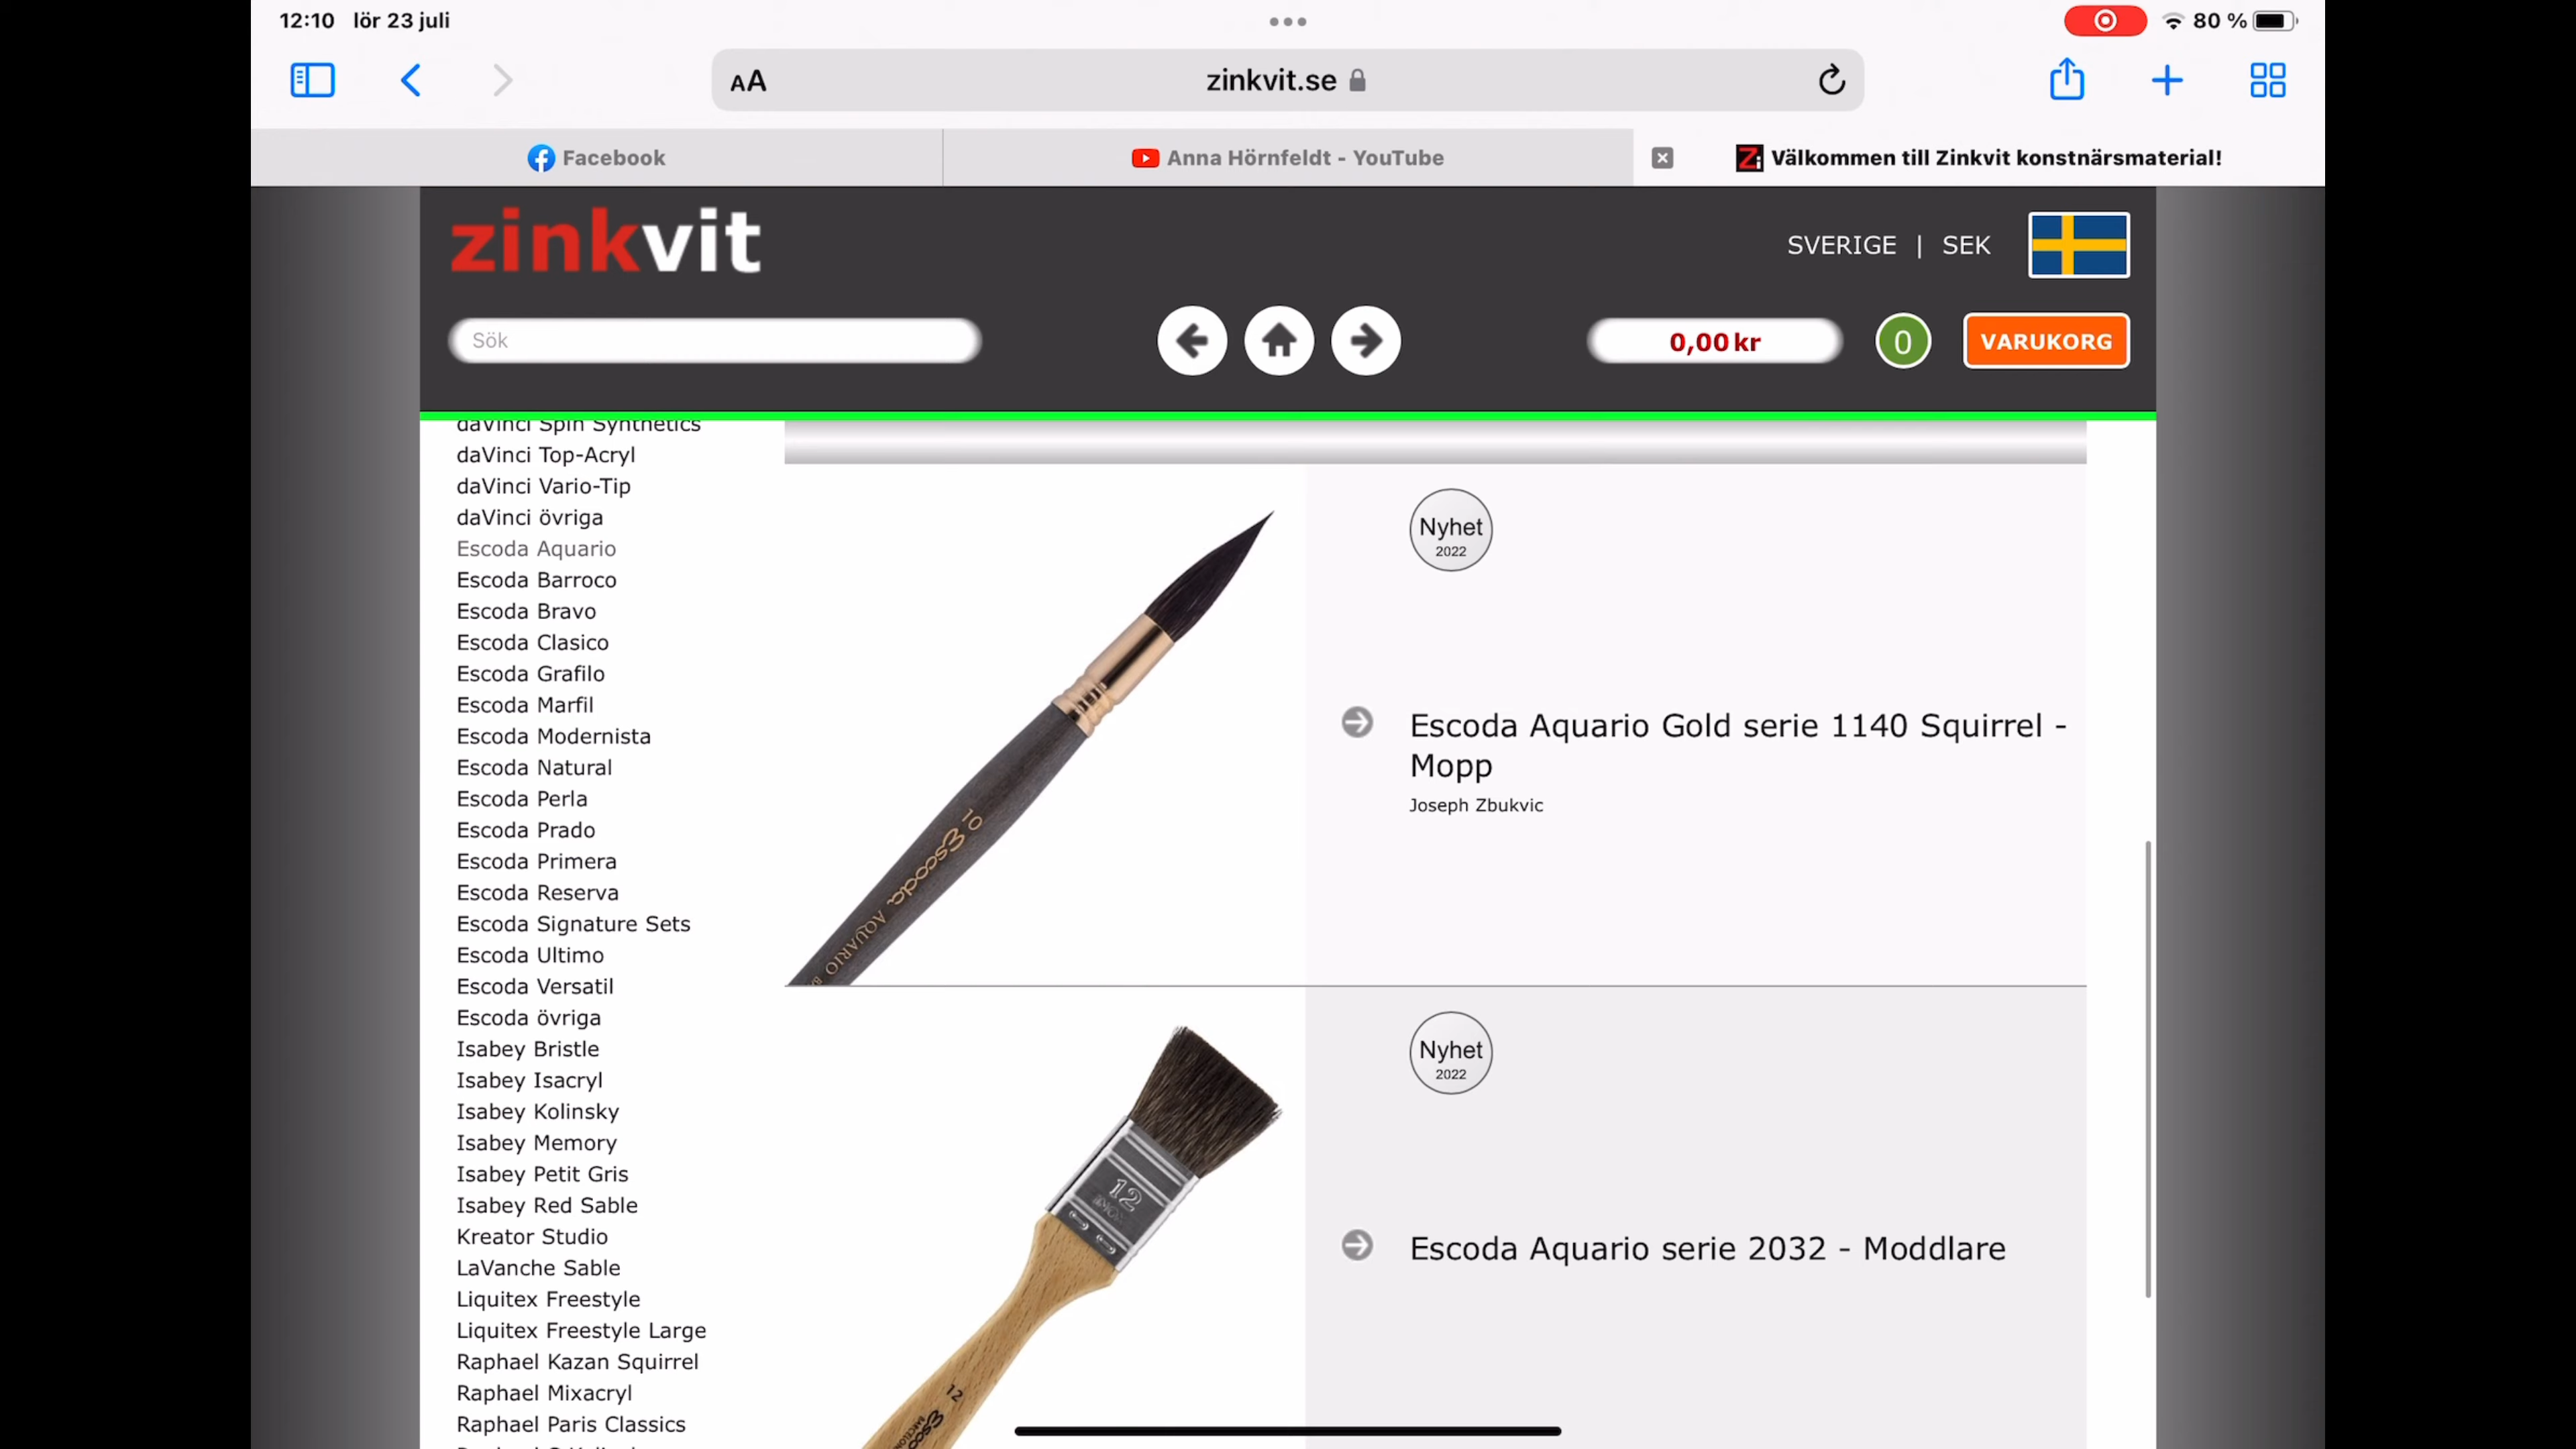 12:10 lör 23 juli
80 %
AA
zinkvit.se
Facebook
Anna Hörnfeldt - YouTube
Välkommen till Zinkvit konstnärsmaterial!
zinkvit
SVERIGE | SEK
Sök
0,00 kr
0
VARUKORG
daVinci Spin Synthetics
daVinci Top-Acryl
daVinci Vario-Tip
daVinci övriga
Escoda Aquario
Escoda Barroco
Escoda Bravo
Escoda Clasico
Escoda Grafilo
Escoda Marfil
Escoda Modernista
Escoda Natural
Escoda Perla
Escoda Prado
Escoda Primera
Escoda Reserva
Escoda Signature Sets
Escoda Ultimo
Escoda Versatil
Escoda övriga
Isabey Bristle
Isabey Isacryl
Isabey Kolinsky
Isabey Memory
Isabey Petit Gris
Isabey Red Sable
Kreator Studio
LaVanche Sable
Liquitex Freestyle
Liquitex Freestyle Large
Raphael Kazan Squirrel
Raphael Mixacryl
Raphael Paris Classics
10 Escoda AQUARIO
Nyhet
2022
Escoda Aquario Gold serie 1140 Squirrel -
Mopp
Joseph Zbukvic
12
12
Nyhet
2022
Escoda Aquario serie 2032 - Moddlare